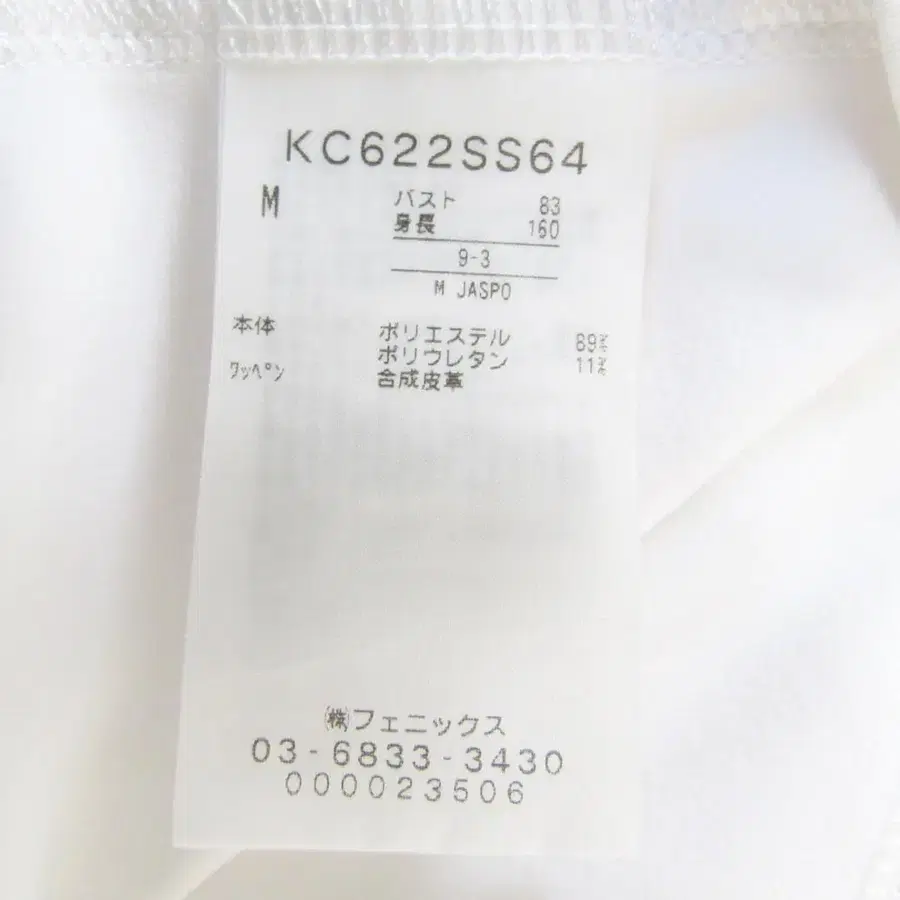 KC622SS64
M バスト 83
身長 160
9-3
M JASPO
本体 ポリエステル 89%
ポリウレタン 11%
ワッペン 合成皮革
㈱フェニックス
03-6833-3430
000023506